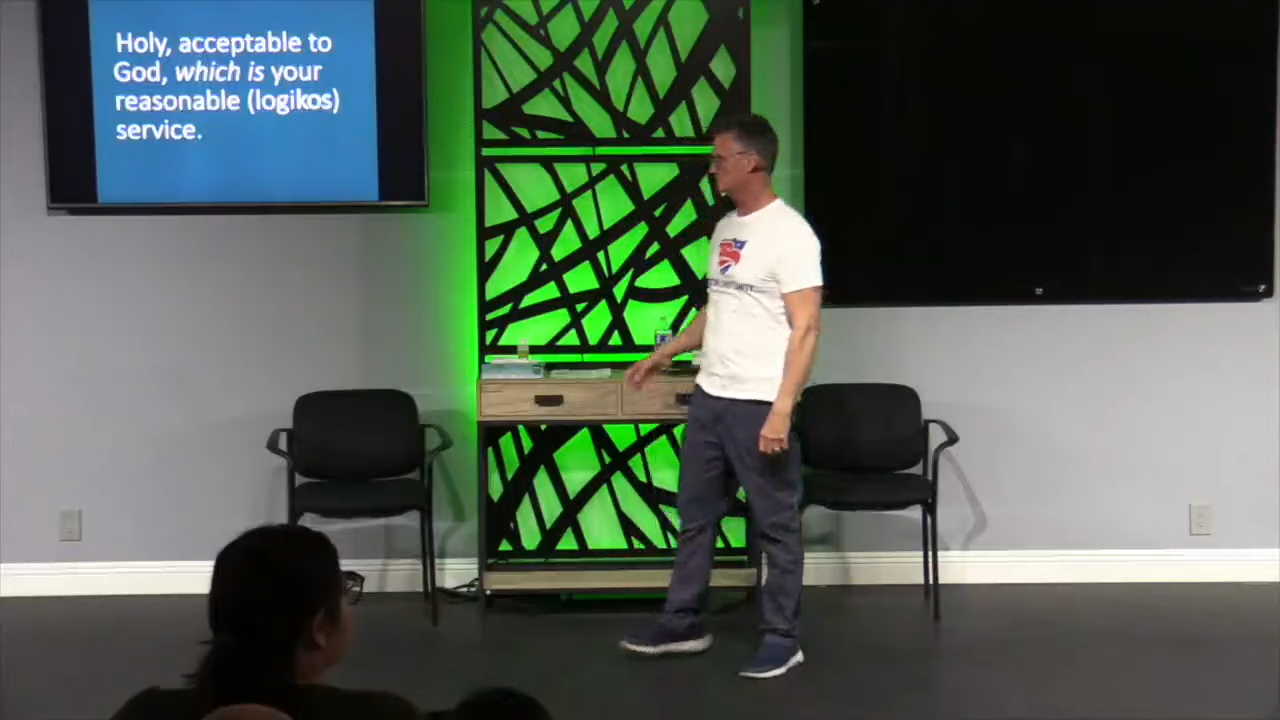 Holy, acceptable to
God, which is your
reasonable (logikos)
service.